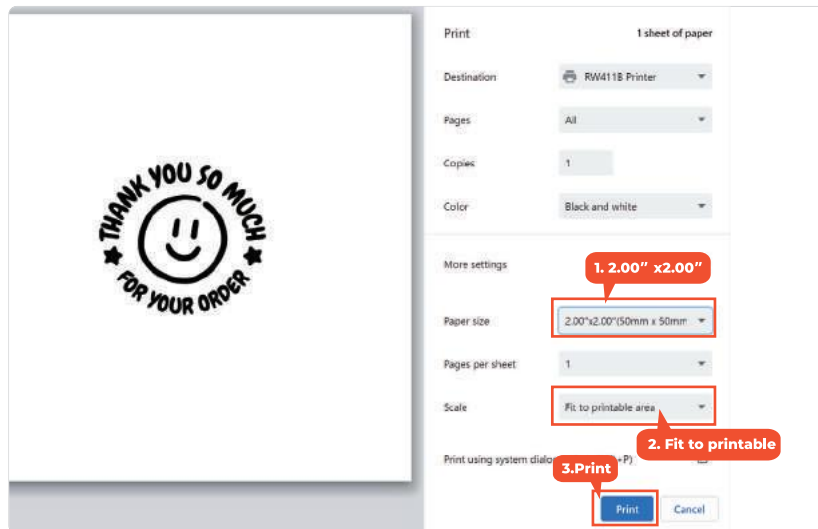 Print 1 sheet of paper
Destination RW411B Printer
Pages All
Copies 1
Color Black and white
THANK YOU SO MUCH
FOR YOUR ORDER
More settings
1. 2.00” x2.00”
Paper size 2.00"x2.00"(50mm x 50mm
Pages per sheet 1
Scale Fit to printable area
2. Fit to printable
Print using system dialo +P)
3.Print
Print Cancel